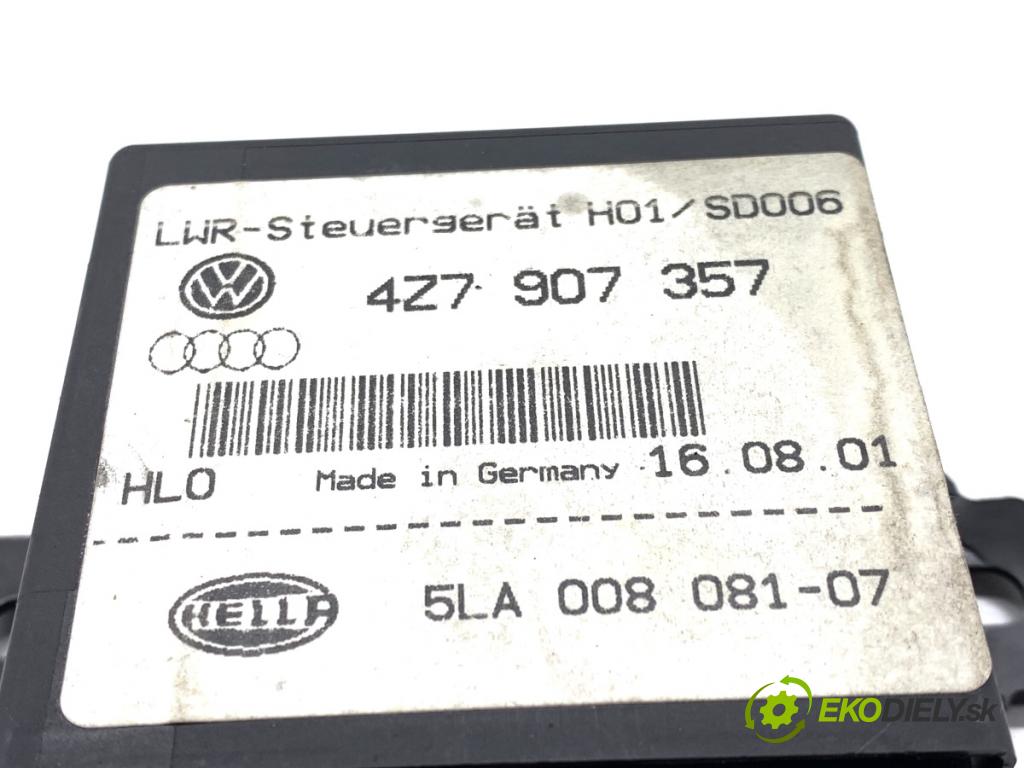 LWR-Steuergerät H01/SD006
VW
4Z7 907 357
HLO Made in Germany 16.08.01
HELLA 5LA 008 081-07
EKODIELY.sk